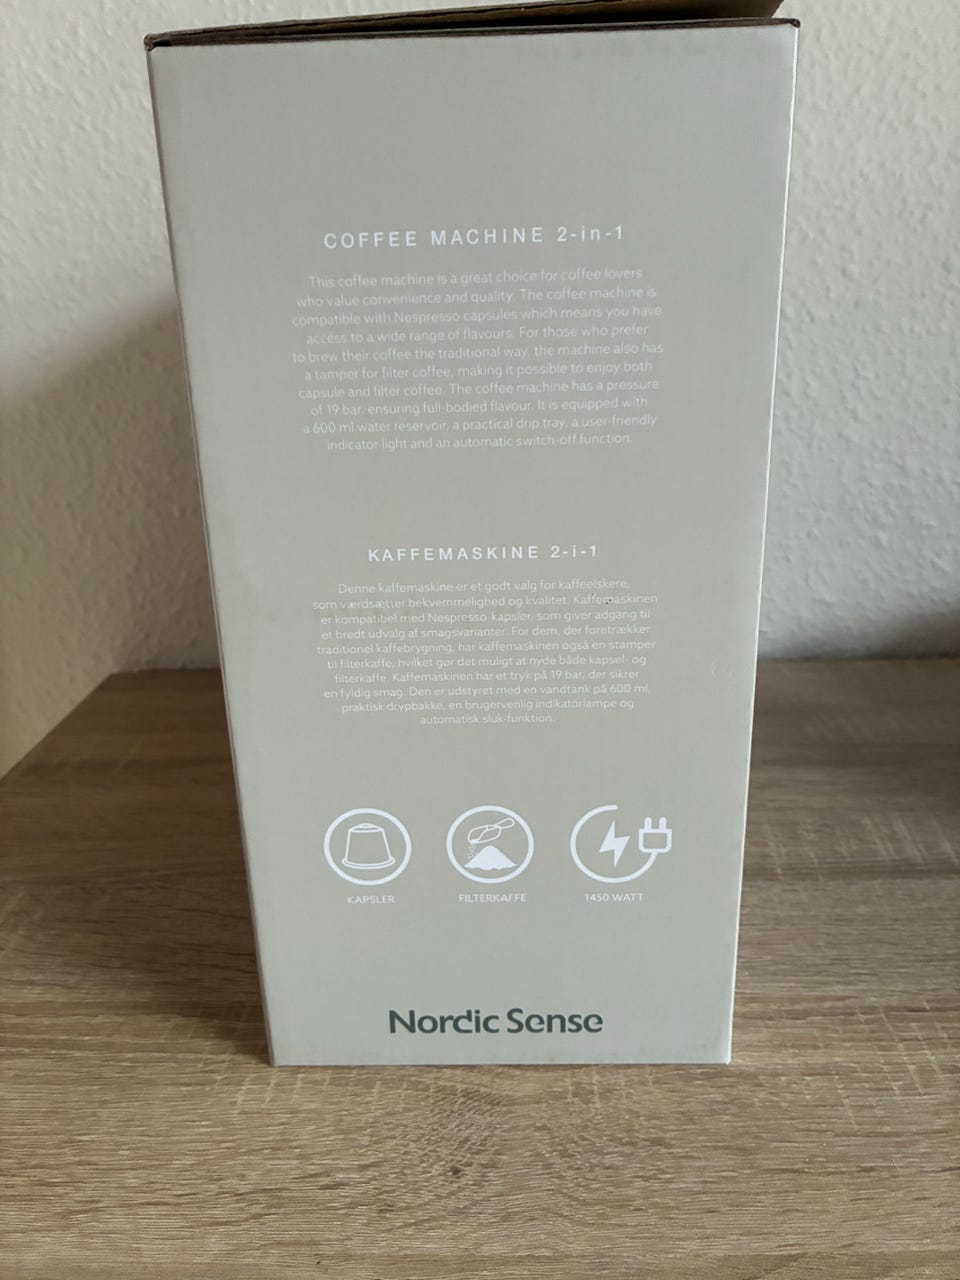 COFFEE MACHINE 2-in-1
This coffee machine is a great choice for coffee lovers
who value convenience and quality. The coffee machine is
compatible with Nespresso capsules which means you have
access to a wide range of flavours. For those who prefer
to brew their coffee the traditional way, the machine also has
a tamper for filter coffee, making it possible to enjoy both
capsule and filter coffee. The coffee machine has a pressure
of 19 bar, ensuring full-bodied flavour. It is equipped with
a 600 ml water reservoir, a practical drip tray, a user-friendly
indicator light and an automatic switch-off function.
KAFFEMASKINE 2-i-1
Denne kaffemaskine er et godt valg for kaffeelskere,
som værdsætter bekvemmelighed og kvalitet. Kaffemaskinen
er kompatibel med Nespresso-kapsler, som giver adgang til
et bredt udvalg af smagsvarianter. For dem, der foretrækker
traditionel kaffebrygning, har kaffemaskinen også en stamper
til filterkaffe, hvilket gør det muligt at nyde både kapsel- og
filterkaffe. Kaffemaskinen har et tryk på 19 bar, der sikrer
en fyldig smag. Den er udstyret med en vandtank på 600 ml,
praktisk drypbakke, en brugervenlig indikatorlampe og
automatisk sluk-funktion.
KAPSLER
FILTERKAFFE
1450 WATT
Nordic Sense